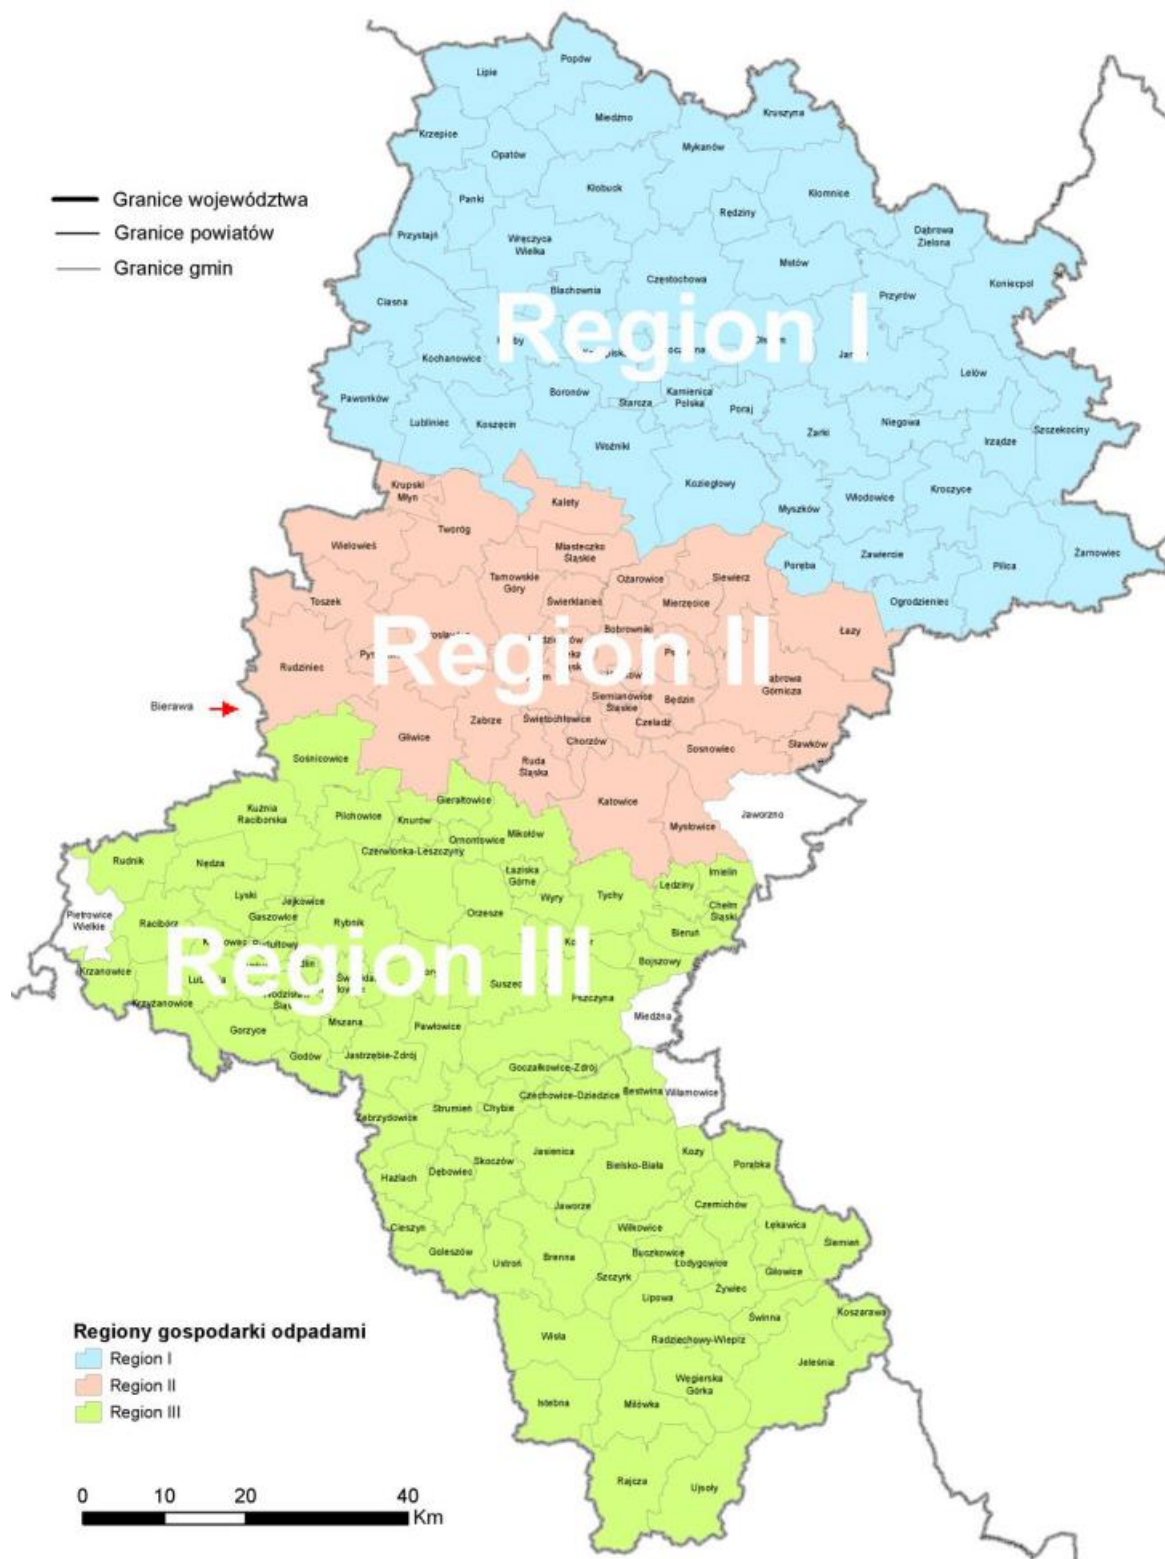 Popów
Lipie
Kruszyna
Miedźno
Krzepice
Mykanów
Opatów
Kłobuck
Kłomnice
Panki
Granice województwa
Rędziny
Granice powiatów
Przystajń
Wręczyca
Wielka
Dąbrowa
Zielona
Mstów
Granice gmin
Częstochowa
Koniecpol
Blachownia
Przyrów
Ciasna
Region I
Kochanowice
Lelów
Boronów
Kamienica
Polska
Pawonków
Starcza
Poraj
Lubliniec
Koszęcin
Niegowa
Szczekociny
Żarki
Irządze
Woźniki
Koziegłowy
Krupski
Młyn
Kroczyce
Włodowice
Kalety
Myszków
Tworóg
Wielowieś
Miasteczko
Śląskie
Zawiercie
Żarnowiec
Poręba
Pilica
Tarnowskie
Góry
Ożarowice
Siewierz
Toszek
Świerklaniec
Mierzęcice
Ogrodzieniec
Bobrowniki
Łazy
Region II
Rudziniec
Dąbrowa
Górnicza
Siemianowice
Śląskie
Będzin
Bierawa
Zabrze
Świętochłowice
Czeladź
Gliwice
Chorzów
Sosnowiec
Sławków
Sośnicowice
Ruda
Śląska
Gierałtowice
Katowice
Kuźnia
Raciborska
Pilchowice
Knurów
Jaworzno
Mysłowice
Ornontowice
Mikołów
Czerwionka-Leszczyny
Rudnik
Nędza
Łaziska
Górne
Imielin
Lędziny
Lyski
Jejkowice
Wyry
Tychy
Chełm
Śląski
Pietrowice
Wielkie
Gaszowice
Orzesze
Racibórz
Rybnik
Bieruń
Region III
Bojszowy
Krzanowice
Suszec
Pszczyna
Krzyżanowice
Miedźna
Mszana
Gorzyce
Pawłowice
Godów
Jastrzębie-Zdrój
Goczałkowice-Zdrój
Bestwina
Wilamowice
Czechowice-Dziedzice
Strumień
Chybie
Zebrzydowice
Jasienica
Kozy
Skoczów
Bielsko-Biała
Porąbka
Dębowiec
Hażlach
Jaworze
Czernichów
Cieszyn
Wilkowice
Łękawica
Ślemień
Goleszów
Ustroń
Brenna
Buczkowice
Łodygowice
Gilowice
Szczyrk
Żywiec
Lipowa
Koszarawa
Świnna
Regiony gospodarki odpadami
Wisła
Radziechowy-Wieprz
Region I
Jeleśnia
Region II
Węgierska
Górka
Istebna
Milówka
Region III
Rajcza
Ujsoły
0 10 20 40
Km